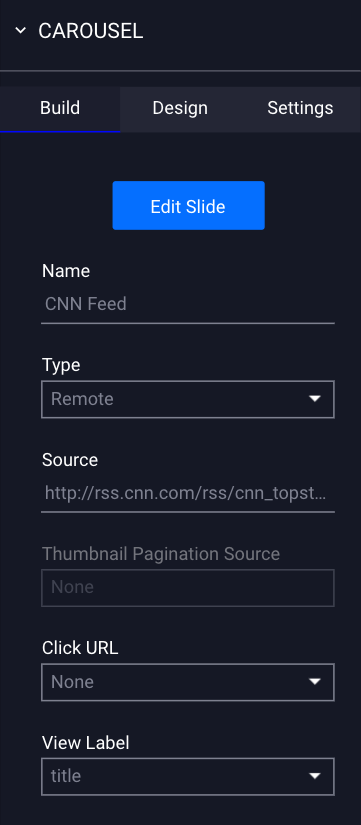 CAROUSEL
Build Design Settings
Edit Slide
Name
CNN Feed
Type
Remote
Source
http://rss.cnn.com/rss/cnn_topst...
Thumbnail Pagination Source
None
Click URL
None
View Label
title